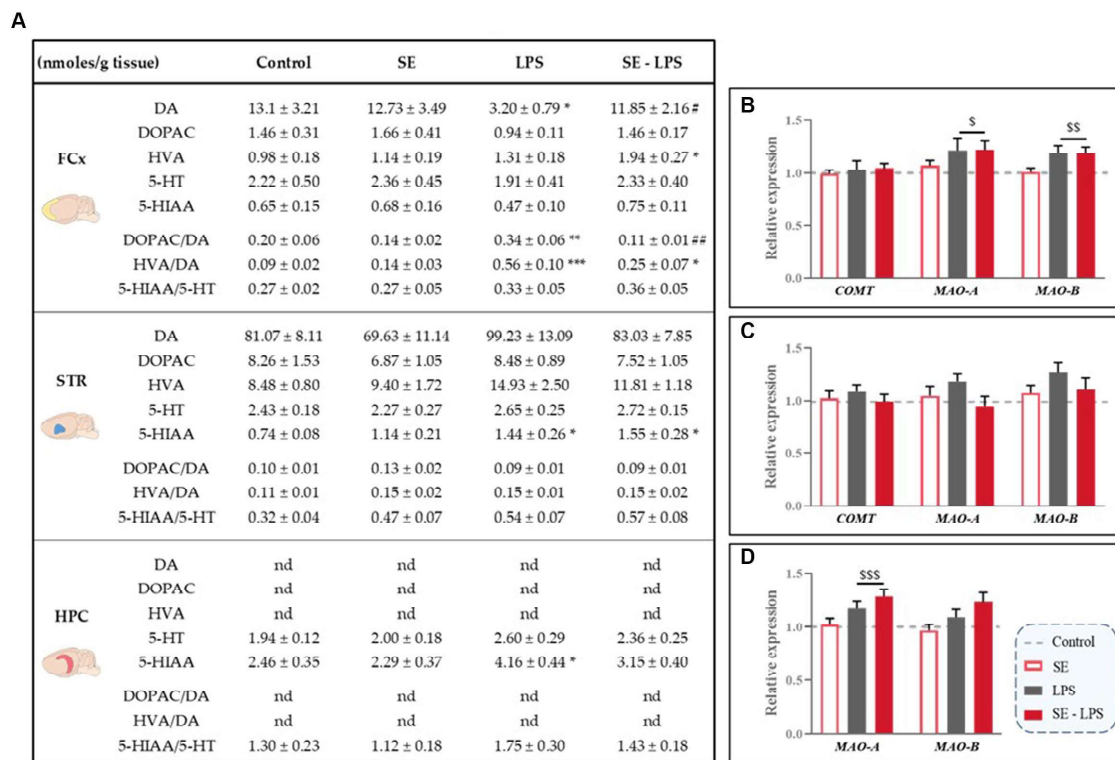 A
(nmoles/g tissue) Control SE LPS SE - LPS
FCx
DA 13.1 ± 3.21 12.73 ± 3.49 3.20 ± 0.79 * 11.85 ± 2.16 #
DOPAC 1.46 ± 0.31 1.66 ± 0.41 0.94 ± 0.11 1.46 ± 0.17
HVA 0.98 ± 0.18 1.14 ± 0.19 1.31 ± 0.18 1.94 ± 0.27 *
5-HT 2.22 ± 0.50 2.36 ± 0.45 1.91 ± 0.41 2.33 ± 0.40
5-HIAA 0.65 ± 0.15 0.68 ± 0.16 0.47 ± 0.10 0.75 ± 0.11
DOPAC/DA 0.20 ± 0.06 0.14 ± 0.02 0.34 ± 0.06 ** 0.11 ± 0.01 ##
HVA/DA 0.09 ± 0.02 0.14 ± 0.03 0.56 ± 0.10 *** 0.25 ± 0.07 *
5-HIAA/5-HT 0.27 ± 0.02 0.27 ± 0.05 0.33 ± 0.05 0.36 ± 0.05
STR
DA 81.07 ± 8.11 69.63 ± 11.14 99.23 ± 13.09 83.03 ± 7.85
DOPAC 8.26 ± 1.53 6.87 ± 1.05 8.48 ± 0.89 7.52 ± 1.05
HVA 8.48 ± 0.80 9.40 ± 1.72 14.93 ± 2.50 11.81 ± 1.18
5-HT 2.43 ± 0.18 2.27 ± 0.27 2.65 ± 0.25 2.72 ± 0.15
5-HIAA 0.74 ± 0.08 1.14 ± 0.21 1.44 ± 0.26 * 1.55 ± 0.28 *
DOPAC/DA 0.10 ± 0.01 0.13 ± 0.02 0.09 ± 0.01 0.09 ± 0.01
HVA/DA 0.11 ± 0.01 0.15 ± 0.02 0.15 ± 0.01 0.15 ± 0.02
5-HIAA/5-HT 0.32 ± 0.04 0.47 ± 0.07 0.54 ± 0.07 0.57 ± 0.08
HPC
DA nd nd nd nd
DOPAC nd nd nd nd
HVA nd nd nd nd
5-HT 1.94 ± 0.12 2.00 ± 0.18 2.60 ± 0.29 2.36 ± 0.25
5-HIAA 2.46 ± 0.35 2.29 ± 0.37 4.16 ± 0.44 * 3.15 ± 0.40
DOPAC/DA nd nd nd nd
HVA/DA nd nd nd nd
5-HIAA/5-HT 1.30 ± 0.23 1.12 ± 0.18 1.75 ± 0.30 1.43 ± 0.18
B
Relative expression
1.5
1.0
0.5
0.0
$
$$
COMT MAO-A MAO-B
C
Relative expression
1.5
1.0
0.5
0.0
COMT MAO-A MAO-B
D
Relative expression
1.5
1.0
0.5
0.0
$$$
MAO-A MAO-B
Control
SE
LPS
SE - LPS